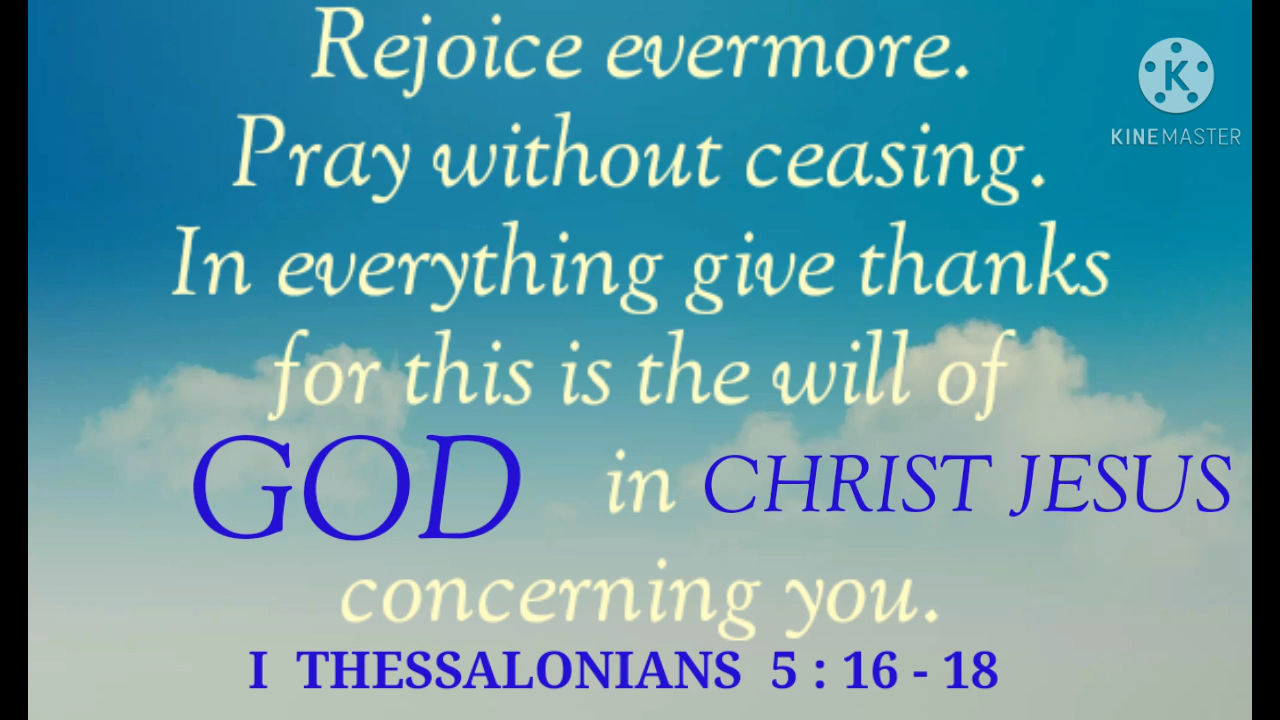 Rejoice evermore.
K
KINEMASTER
Pray without ceasing.
In everything give thanks
for this is the will of
GOD in CHRIST JESUS
concerning you.
I THESSALONIANS 5 : 16 - 18